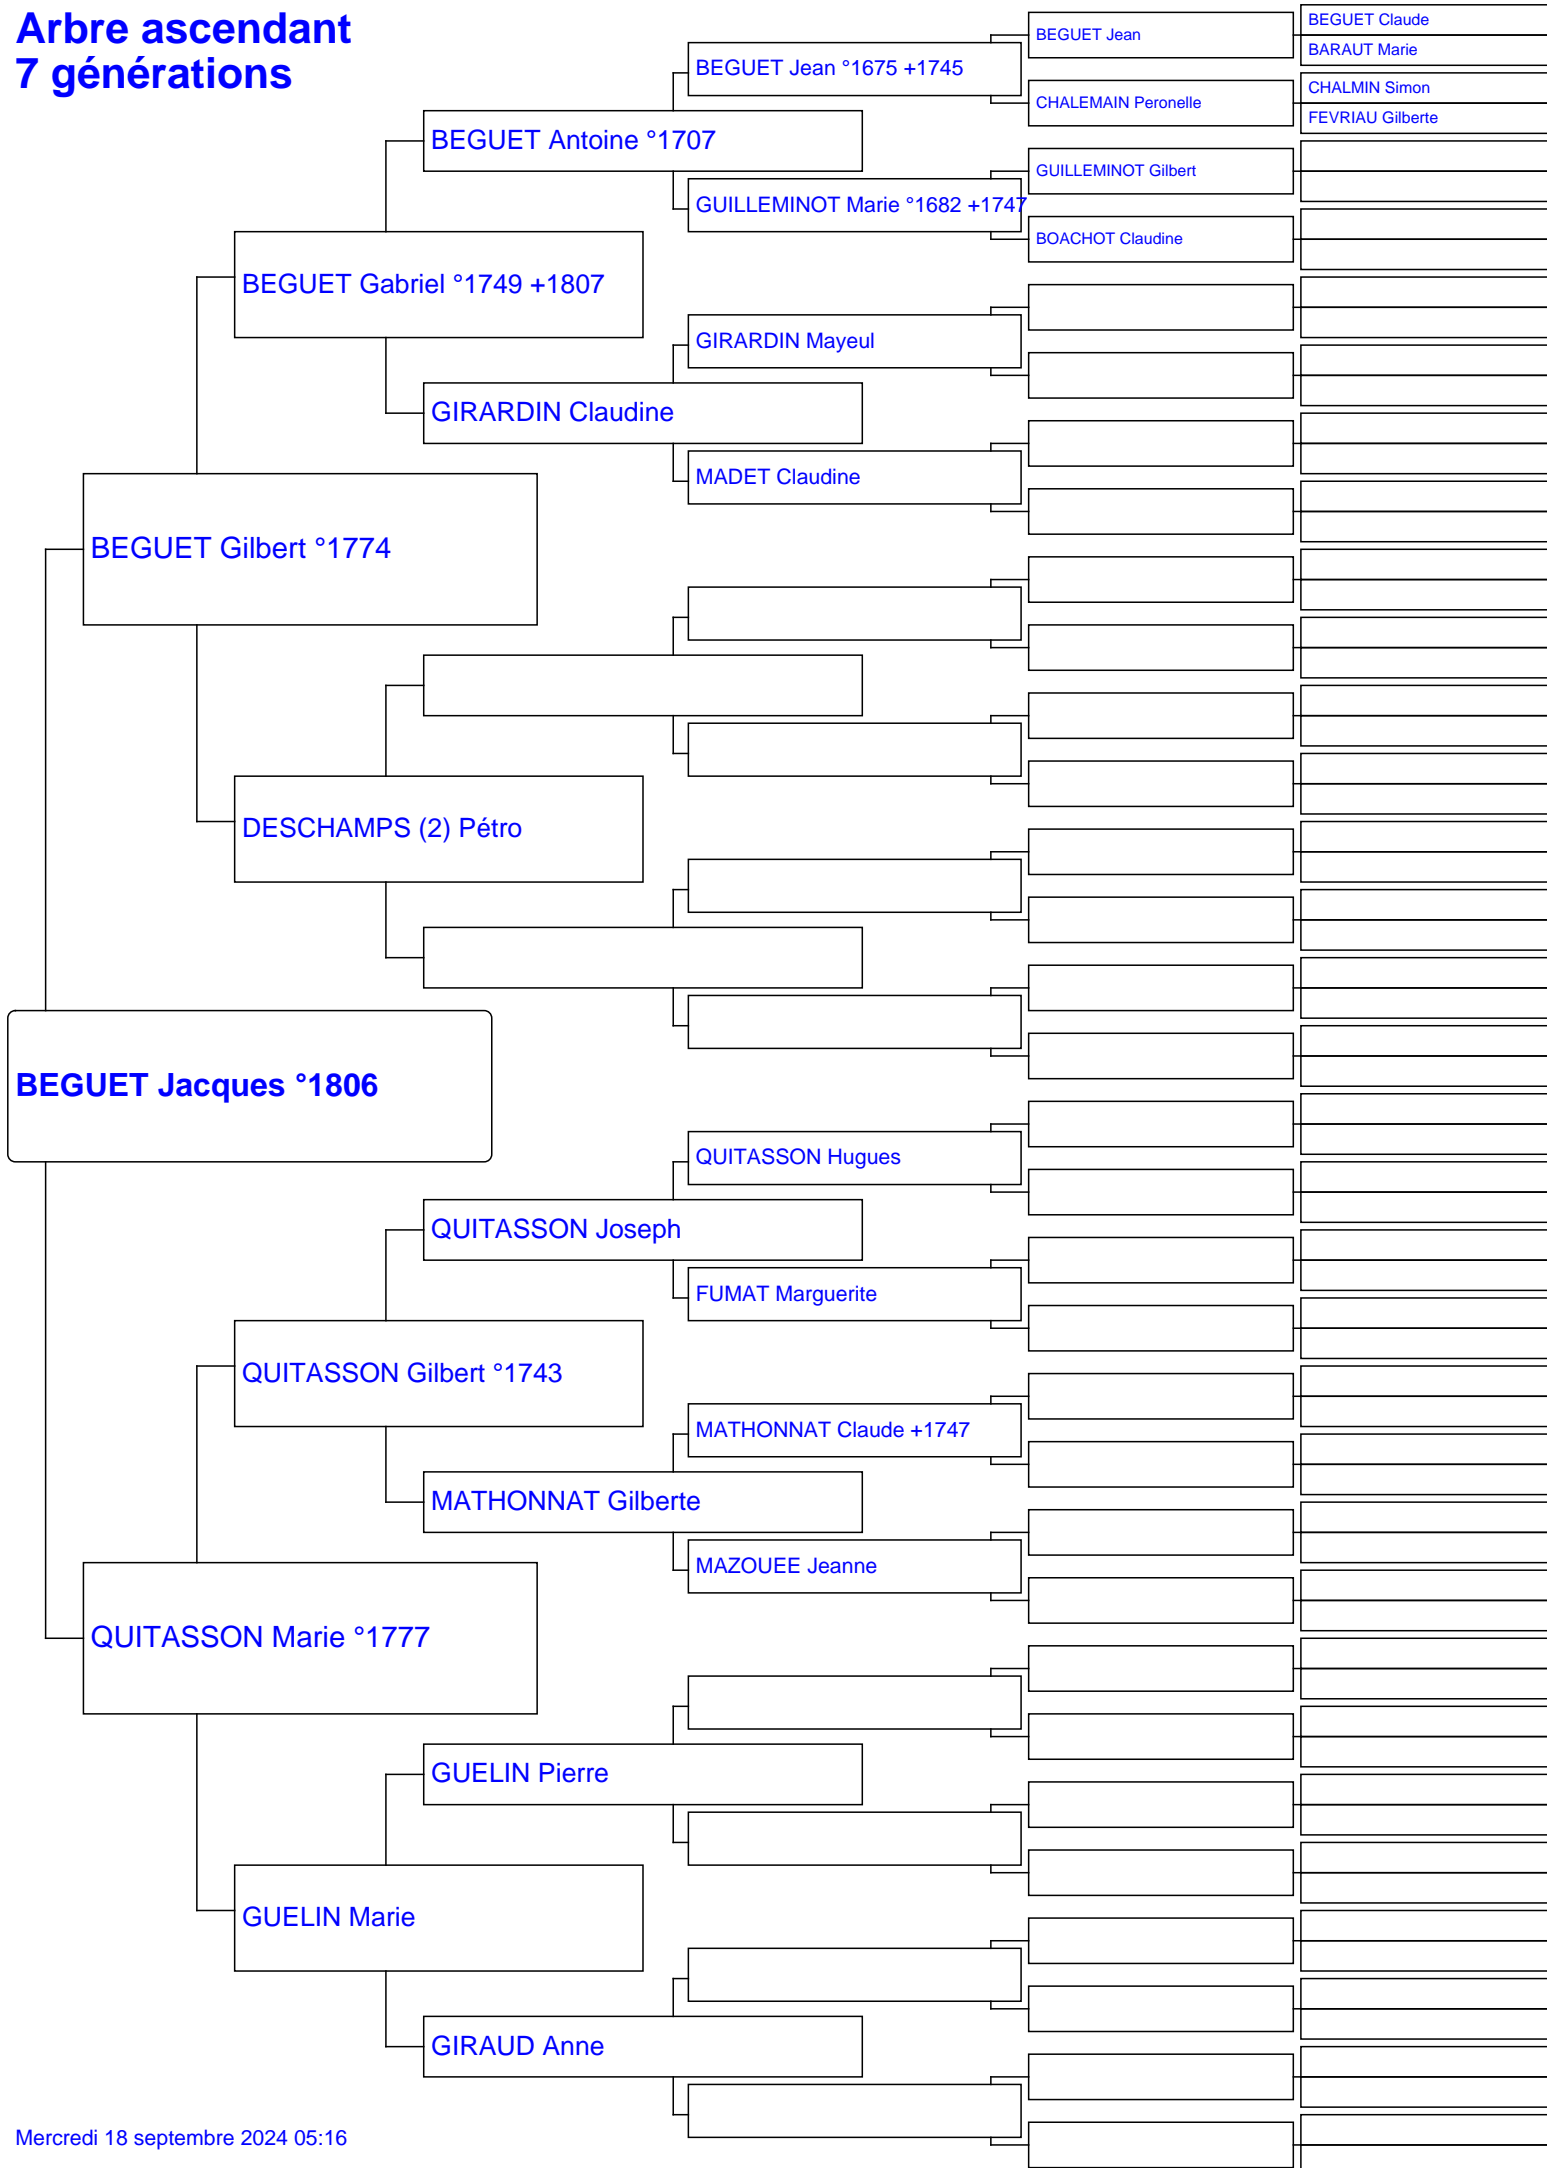 Arbre ascendant
7 générations
BEGUET Jean
BEGUET Claude
BARAUT Marie
BEGUET Jean °1675 +1745
CHALEMAIN Peronelle
CHALMIN Simon
FEVRIAU Gilberte
BEGUET Antoine °1707
GUILLEMINOT Gilbert
GUILLEMINOT Marie °1682 +1747
BOACHOT Claudine
BEGUET Gabriel °1749 +1807
GIRARDIN Mayeul
GIRARDIN Claudine
MADET Claudine
BEGUET Gilbert °1774
DESCHAMPS (2) Pétro
BEGUET Jacques °1806
QUITASSON Hugues
QUITASSON Joseph
FUMAT Marguerite
QUITASSON Gilbert °1743
MATHONNAT Claude +1747
MATHONNAT Gilberte
MAZOUEE Jeanne
QUITASSON Marie °1777
GUELIN Pierre
GUELIN Marie
GIRAUD Anne
Mercredi 18 septembre 2024 05:16